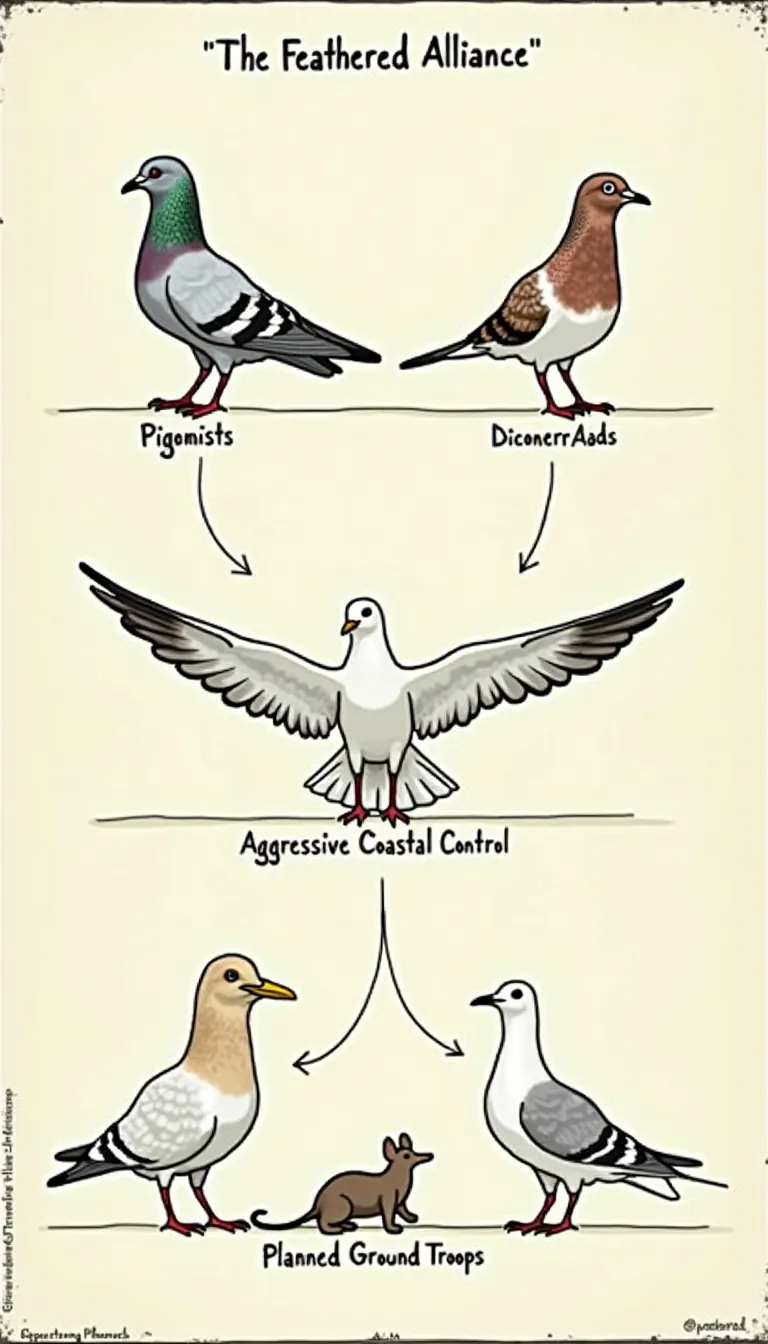 "The Feathered Alliance"
Pigomists
DiconerrAads
Aggressive Coastal Control
Planned Ground Troops